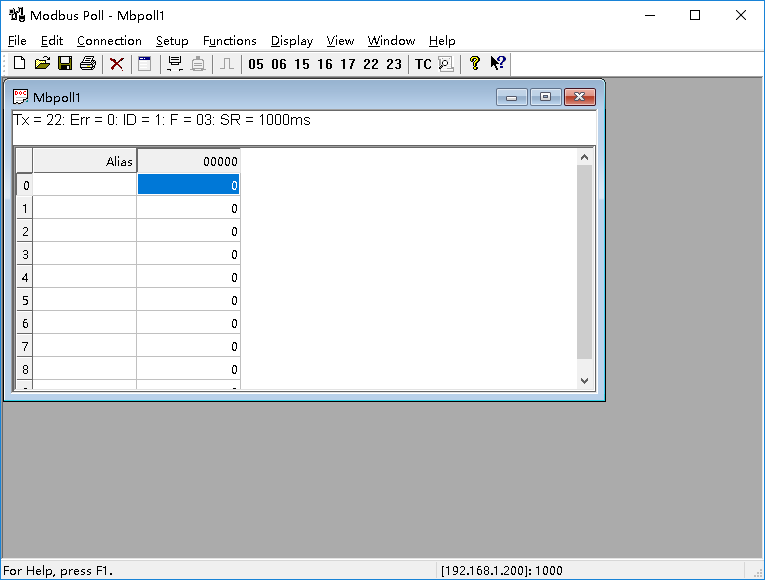 Modbus Poll - Mbpoll1
File Edit Connection Setup Functions Display View Window Help
05 06 15 16 17 22 23 TC
Mbpoll1
Tx = 22: Err = 0: ID = 1: F = 03: SR = 1000ms
Alias 00000
0 0
1 0
2 0
3 0
4 0
5 0
6 0
7 0
8 0
For Help, press F1. [192.168.1.200]: 1000